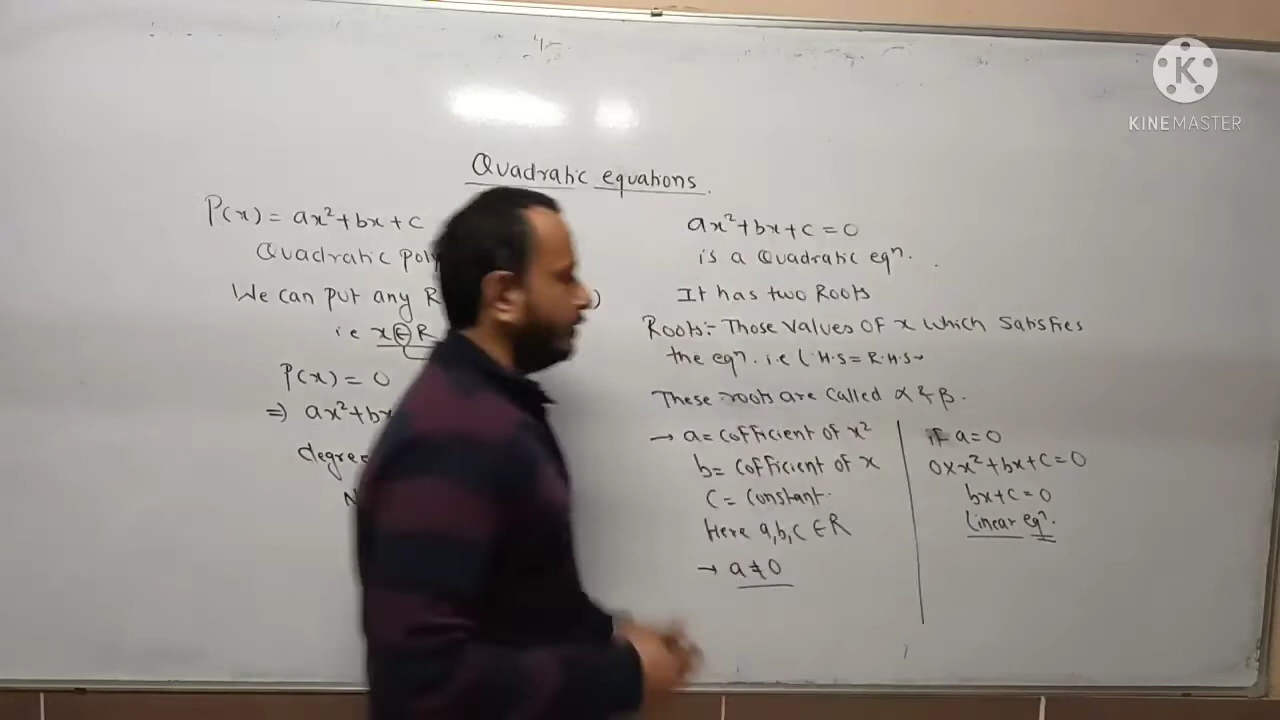 KINEMASTER
Quadratic equations.
P(x) = ax²+bx+c
Quadratic
We can put any R
i.e x∈R
P(x) = 0
=> ax²+bx
degree
ax²+bx+c=0
is a Quadratic eqⁿ.
It has two Roots
Roots:- Those values of x which satisfies
the eqⁿ. i.e L.H.S = R.H.S
These roots are called α & β.
→ a= cofficient of x²
b= cofficient of x
c = constant.
Here a,b,c ∈ R
→ a≠0
if a=0
0×x²+bx+c=0
bx+c=0
Linear eqⁿ.